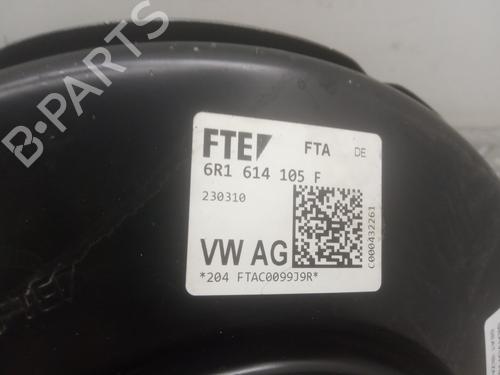 B-PARTS
FTE
FTA DE
6R1 614 105 F
230310
VW AG
C000432261
*204 FTAC0099J9R*